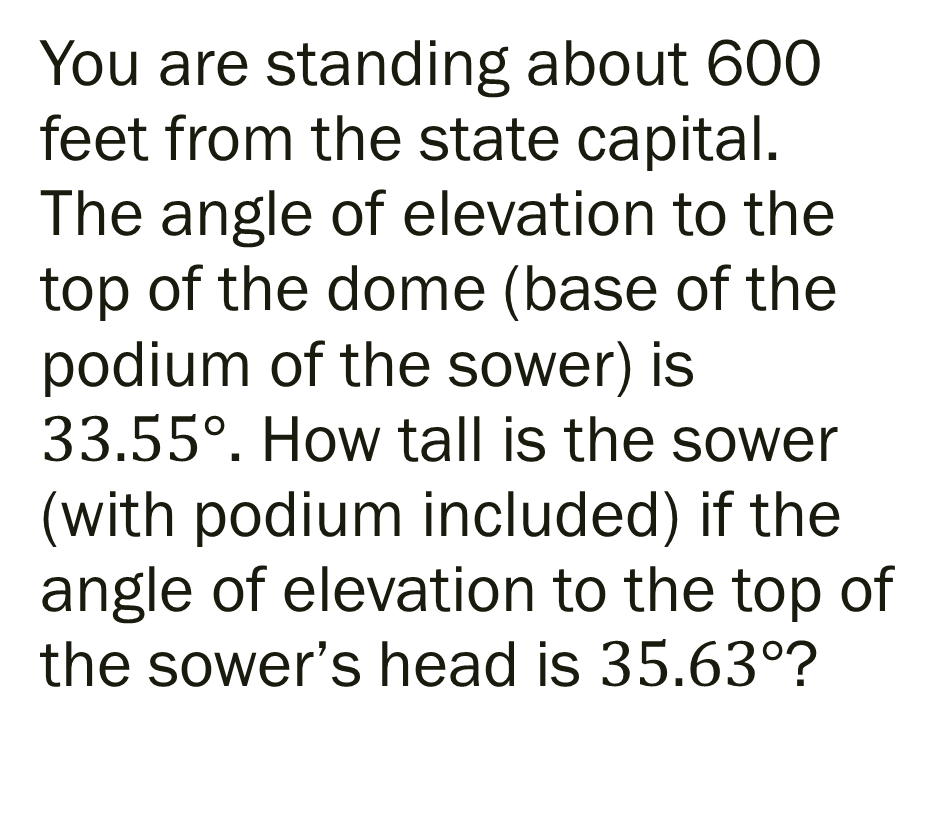 You are standing about 600
feet from the state capital.
The angle of elevation to the
top of the dome (base of the
podium of the sower) is
33.55°. How tall is the sower
(with podium included) if the
angle of elevation to the top of
the sower’s head is 35.63°?